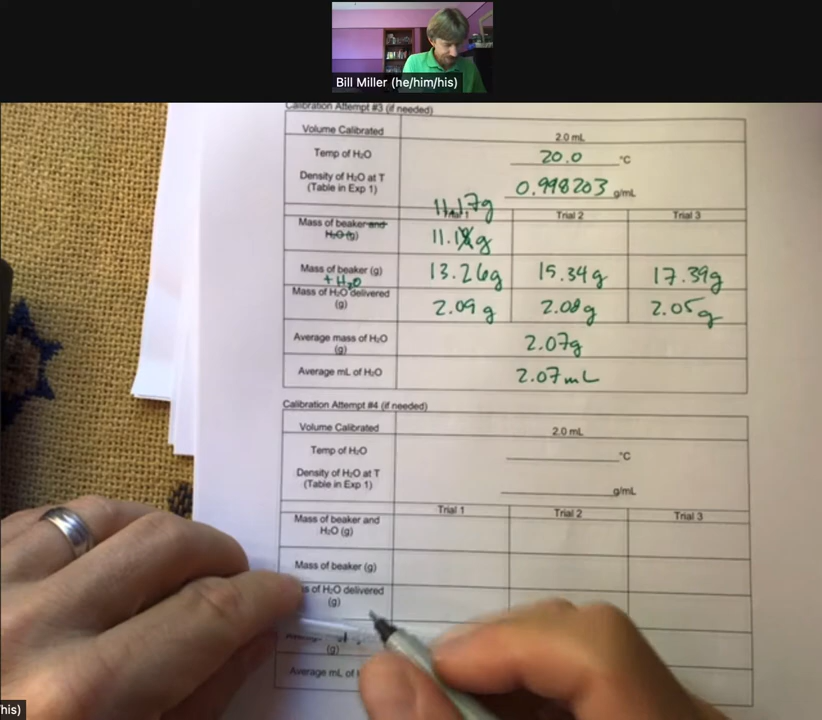 Bill Miller (he/him/his)
Calibration Attempt #3 (if needed)
Volume Calibrated 2.0 mL
Temp of H2O 20.0 °C
Density of H2O at T 0.998203 g/mL
(Table in Exp 1)
11.17g Trial 2 Trial 3
Mass of beaker and
H2O (g) 11.18g
Mass of beaker (g) 13.26g 15.34g 17.39g
+ H2O
Mass of H2O delivered
(g) 2.09g 2.08g 2.05g
Average mass of H2O 2.07g
(g)
Average mL of H2O 2.07mL
Calibration Attempt #4 (if needed)
Volume Calibrated 2.0 mL
Temp of H2O °C
Density of H2O at T g/mL
(Table in Exp 1)
Trial 1 Trial 2 Trial 3
Mass of beaker and
H2O (g)
Mass of beaker (g)
of H2O delivered
(g)
(g)
Average mL of
his)